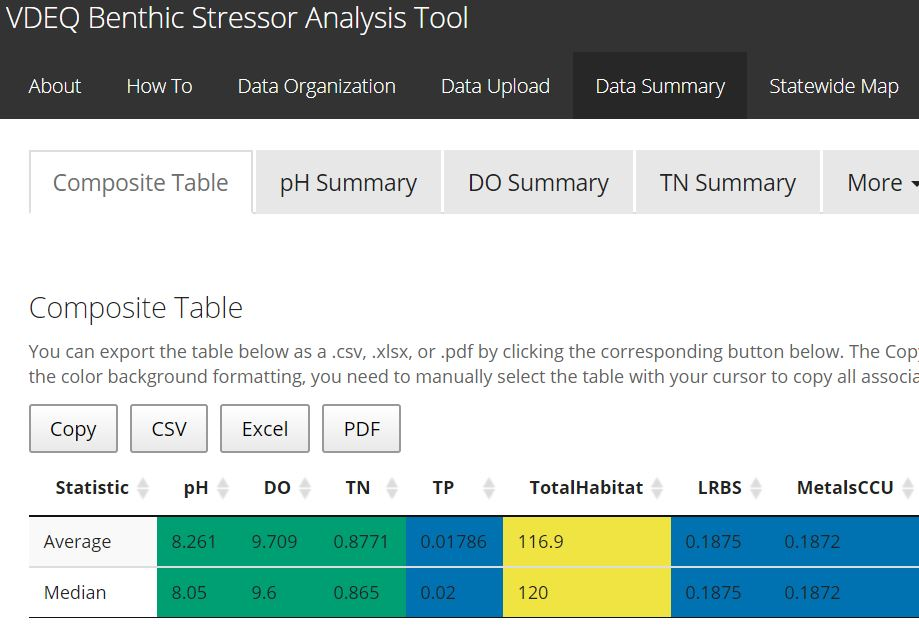 VDEQ Benthic Stressor Analysis Tool
About How To Data Organization Data Upload Data Summary Statewide Map
Composite Table pH Summary DO Summary TN Summary More
Composite Table
You can export the table below as a .csv, .xlsx, or .pdf by clicking the corresponding button below. The Copy
the color background formatting, you need to manually select the table with your cursor to copy all associa
Copy CSV Excel PDF
Statistic pH DO TN TP TotalHabitat LRBS MetalsCCU
Average 8.261 9.709 0.8771 0.01786 116.9 0.1875 0.1872
Median 8.05 9.6 0.865 0.02 120 0.1875 0.1872